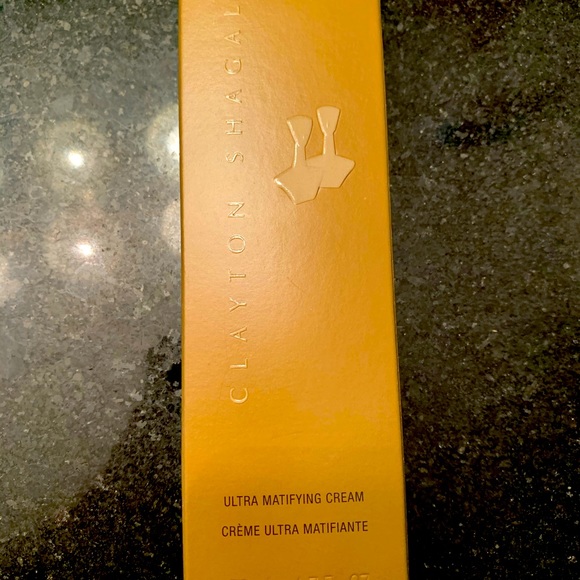 CLAYTON SHAGAL
ULTRA MATIFYING CREAM
CRÈME ULTRA MATIFIANTE